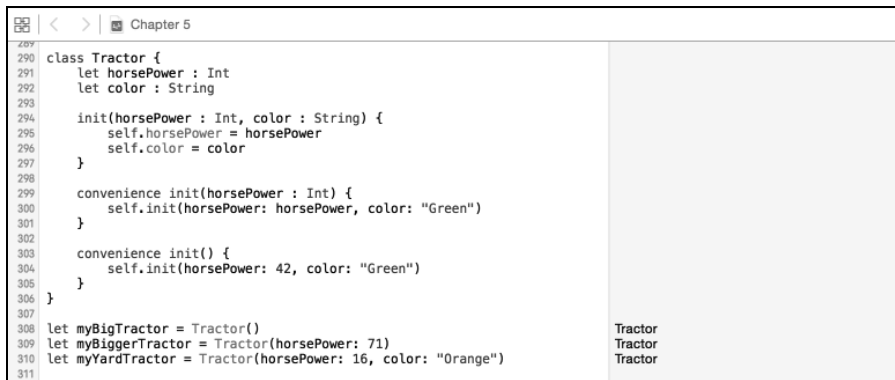 Chapter 5
289
290 class Tractor {
291     let horsePower : Int
292     let color : String
293
294     init(horsePower : Int, color : String) {
295         self.horsePower = horsePower
296         self.color = color
297     }
298
299     convenience init(horsePower : Int) {
300         self.init(horsePower: horsePower, color: "Green")
301     }
302
303     convenience init() {
304         self.init(horsePower: 42, color: "Green")
305     }
306 }
307
308 let myBigTractor = Tractor() Tractor
309 let myBiggerTractor = Tractor(horsePower: 71) Tractor
310 let myYardTractor = Tractor(horsePower: 16, color: "Orange") Tractor
311